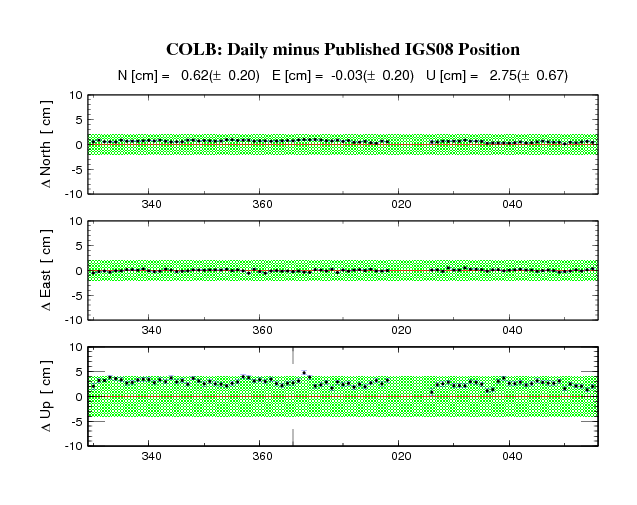 COLB: Daily minus Published IGS08 Position
N [cm] = 0.62(± 0.20) E [cm] = -0.03(± 0.20) U [cm] = 2.75(± 0.67)
Δ North [ cm ]
10
5
0
-5
-10
340 360 020 040
Δ East [ cm ]
10
5
0
-5
-10
340 360 020 040
Δ Up [ cm ]
10
5
0
-5
-10
340 360 020 040